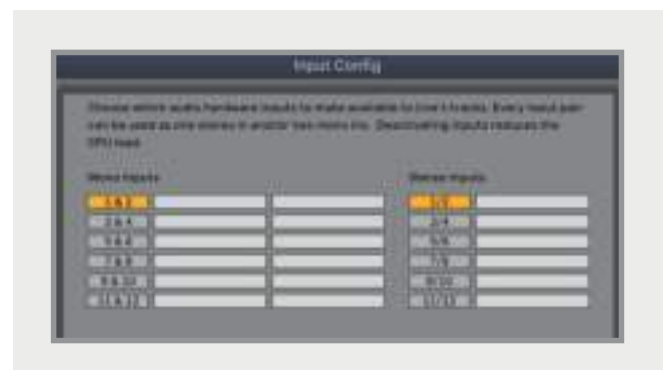 Input Config
Choose which audio hardware inputs to make available to Live's tracks. Every input pair
can be used as one stereo in and/or two mono ins. Deactivating inputs reduces the
CPU load.
Mono Inputs Stereo Inputs
1 & 2 1/2
3 & 4 3/4
5 & 6 5/6
7 & 8 7/8
9 & 10 9/10
11 & 12 11/12